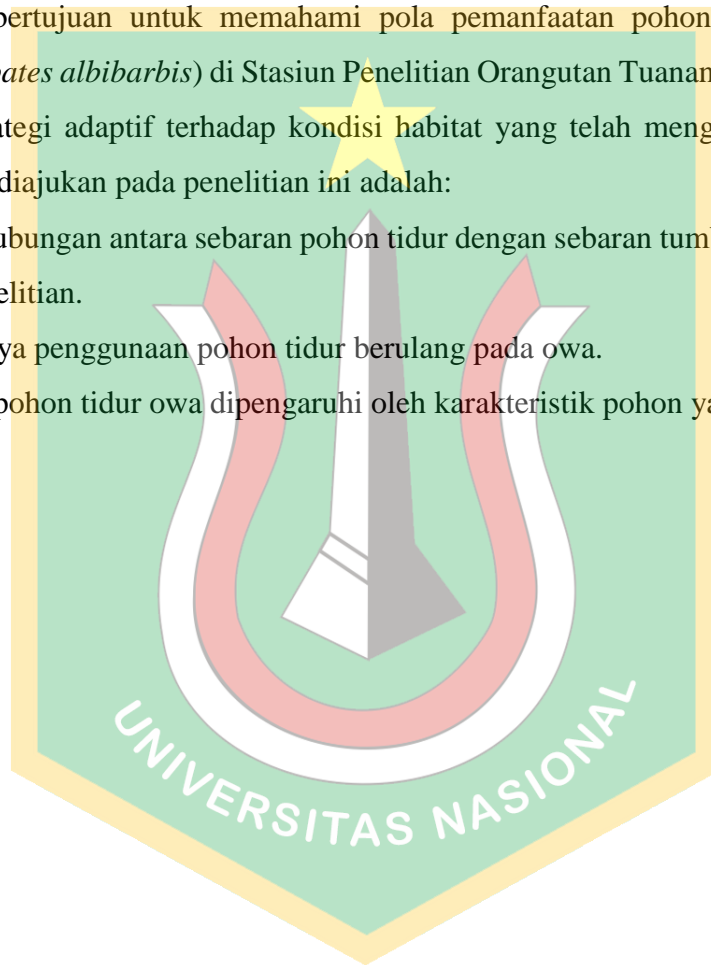 bertujuan untuk memahami pola pemanfaatan pohon
bates albibarbis) di Stasiun Penelitian Orangutan Tuanan
ategi adaptif terhadap kondisi habitat yang telah meng
diajukan pada penelitian ini adalah:
ubungan antara sebaran pohon tidur dengan sebaran tum
elitian.
ya penggunaan pohon tidur berulang pada owa.
pohon tidur owa dipengaruhi oleh karakteristik pohon ya
UNIVERSITAS NASIONAL